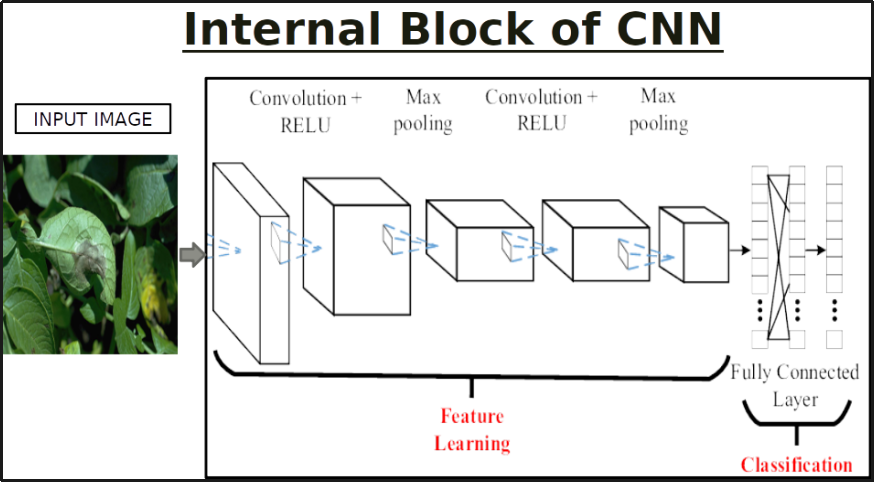 Internal Block of CNN
INPUT IMAGE
Convolution +
RELU
Max
pooling
Convolution +
RELU
Max
pooling
Feature
Learning
Fully Connected
Layer
Classification